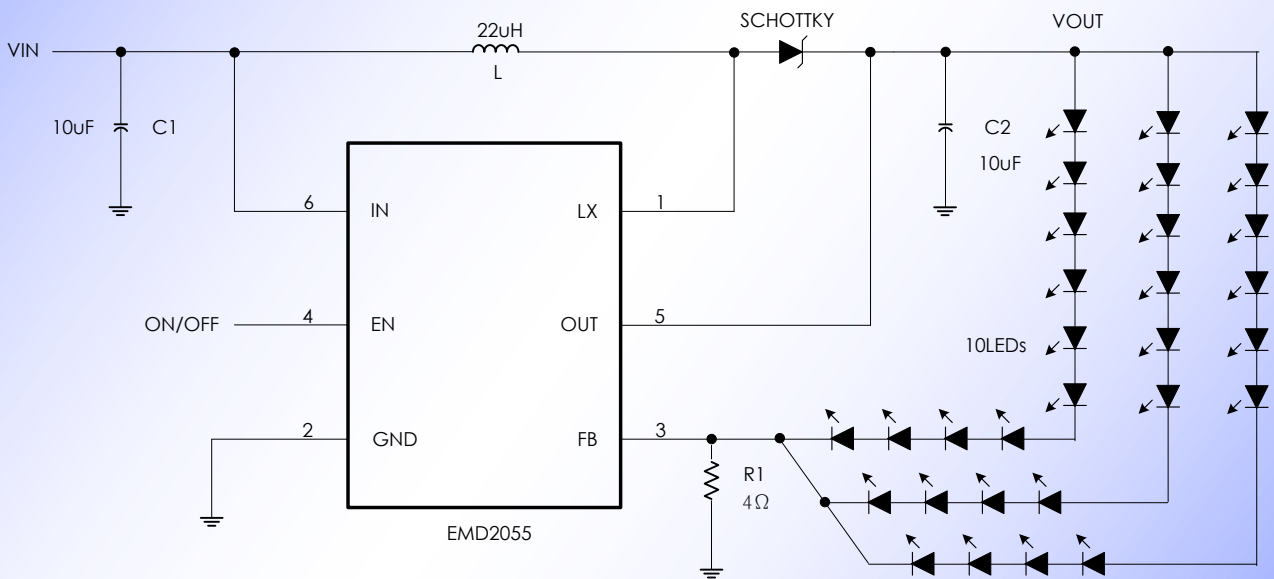 SCHOTTKY
VOUT
VIN
22uH
L
10uF
C1
C2
10uF
6
IN
LX
1
ON/OFF
4
EN
OUT
5
10LEDs
2
GND
FB
3
R1
4Ω
EMD2055